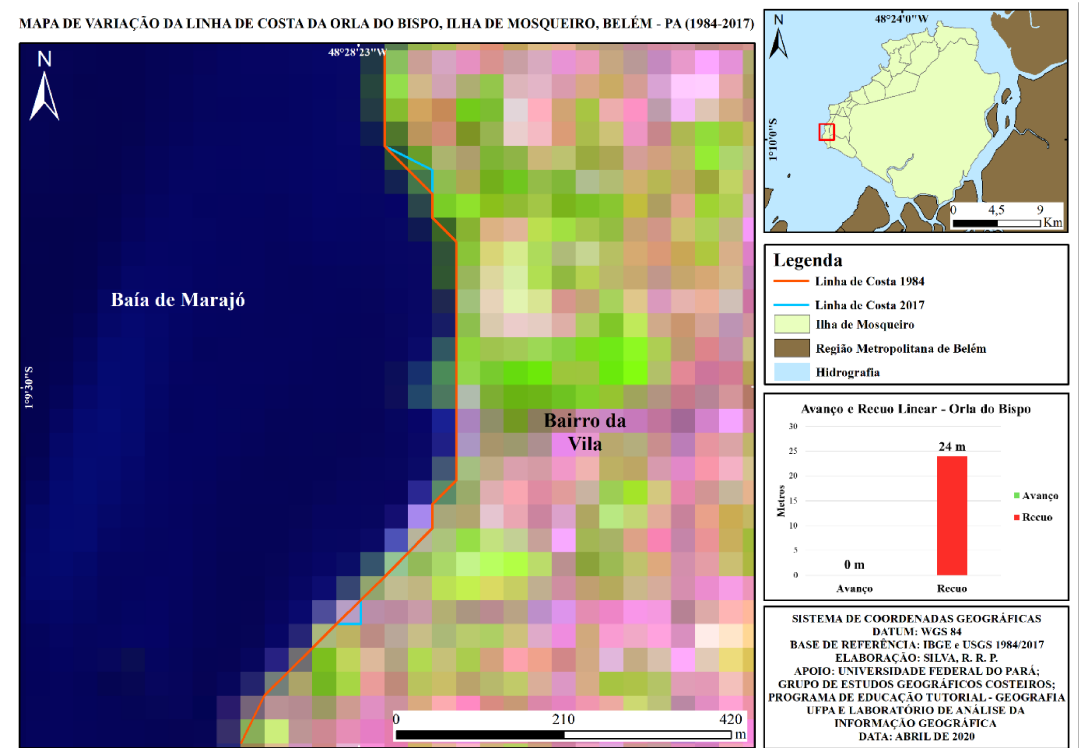 MAPA DE VARIAÇÃO DA LINHA DE COSTA DA ORLA DO BISPO, ILHA DE MOSQUEIRO, BELÉM - PA (1984-2017)
N
48°28'23"W
1°9'30"S
Baía de Marajó
Bairro da
Vila
0 210 420
m
N
48°24'0"W
1°10'0"S
0 4,5 9
Km
Legenda
Linha de Costa 1984
Linha de Costa 2017
Ilha de Mosqueiro
Região Metropolitana de Belém
Hidrografia
Avanço e Recuo Linear - Orla do Bispo
Metros
30
25
20
15
10
5
0
0 m
24 m
Avanço
Recuo
Avanço
Recuo
SISTEMA DE COORDENADAS GEOGRÁFICAS
DATUM: WGS 84
BASE DE REFERÊNCIA: IBGE e USGS 1984/2017
ELABORAÇÃO: SILVA, R. R. P.
APOIO: UNIVERSIDADE FEDERAL DO PARÁ;
GRUPO DE ESTUDOS GEOGRÁFICOS COSTEIROS;
PROGRAMA DE EDUCAÇÃO TUTORIAL - GEOGRAFIA
UFPA E LABORATÓRIO DE ANÁLISE DA
INFORMAÇÃO GEOGRÁFICA
DATA: ABRIL DE 2020